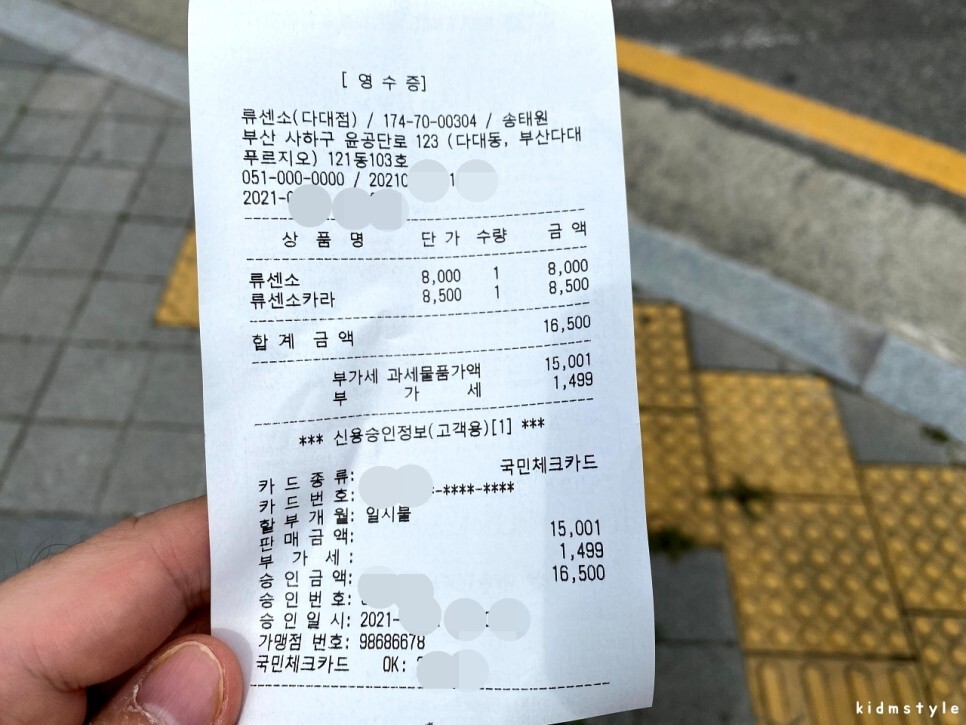 [ 영 수 증]
류센소(다대점) / 174-70-00304 / 송태원
부산 사하구 윤공단로 123 (다대동, 부산다대
푸르지오) 121동103호
051-000-0000 / 2021
2021-
상 품 명 단 가 수량 금 액
류센소 8,000 1 8,000
류센소카라 8,500 1 8,500
합 계 금 액 16,500
부가세 과세물품가액 15,001
부 가 세 1,499
*** 신용승인정보(고객용)[1] ***
카 드 종 류: 국민체크카드
카 드 번 호: -****-****
할 부 개 월: 일시불
판 매 금 액: 15,001
부 가 세 : 1,499
승 인 금 액: 16,500
승 인 번 호:
승 인 일 시: 2021-
가맹점 번호: 98686678
국민체크카드 OK:
kidmstyle